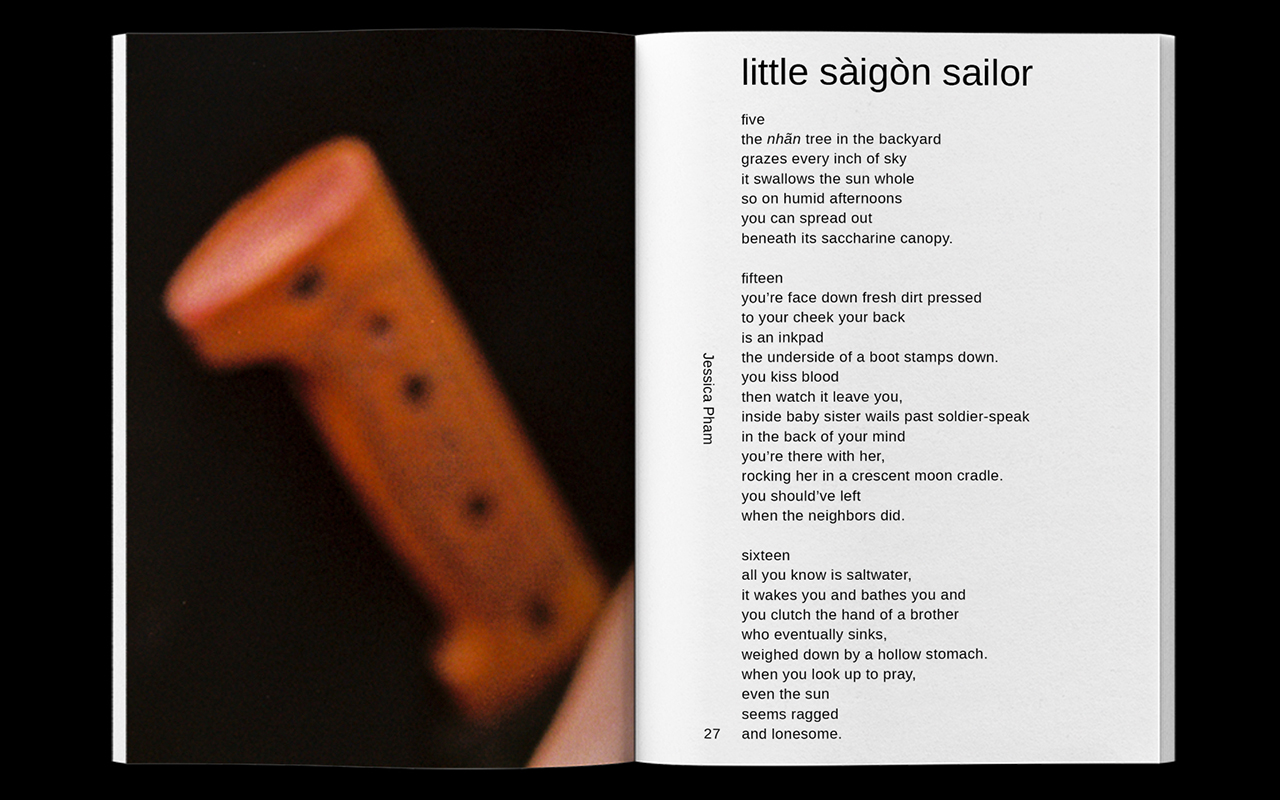 little sàigòn sailor
five
the nhãn tree in the backyard
grazes every inch of sky
it swallows the sun whole
so on humid afternoons
you can spread out
beneath its saccharine canopy.
fifteen
you’re face down fresh dirt pressed
to your cheek your back
is an inkpad
the underside of a boot stamps down.
you kiss blood
then watch it leave you,
inside baby sister wails past soldier-speak
in the back of your mind
you’re there with her,
rocking her in a crescent moon cradle.
you should’ve left
when the neighbors did.
sixteen
all you know is saltwater,
it wakes you and bathes you and
you clutch the hand of a brother
who eventually sinks,
weighed down by a hollow stomach.
when you look up to pray,
even the sun
seems ragged
and lonesome.
Jessica Pham
27